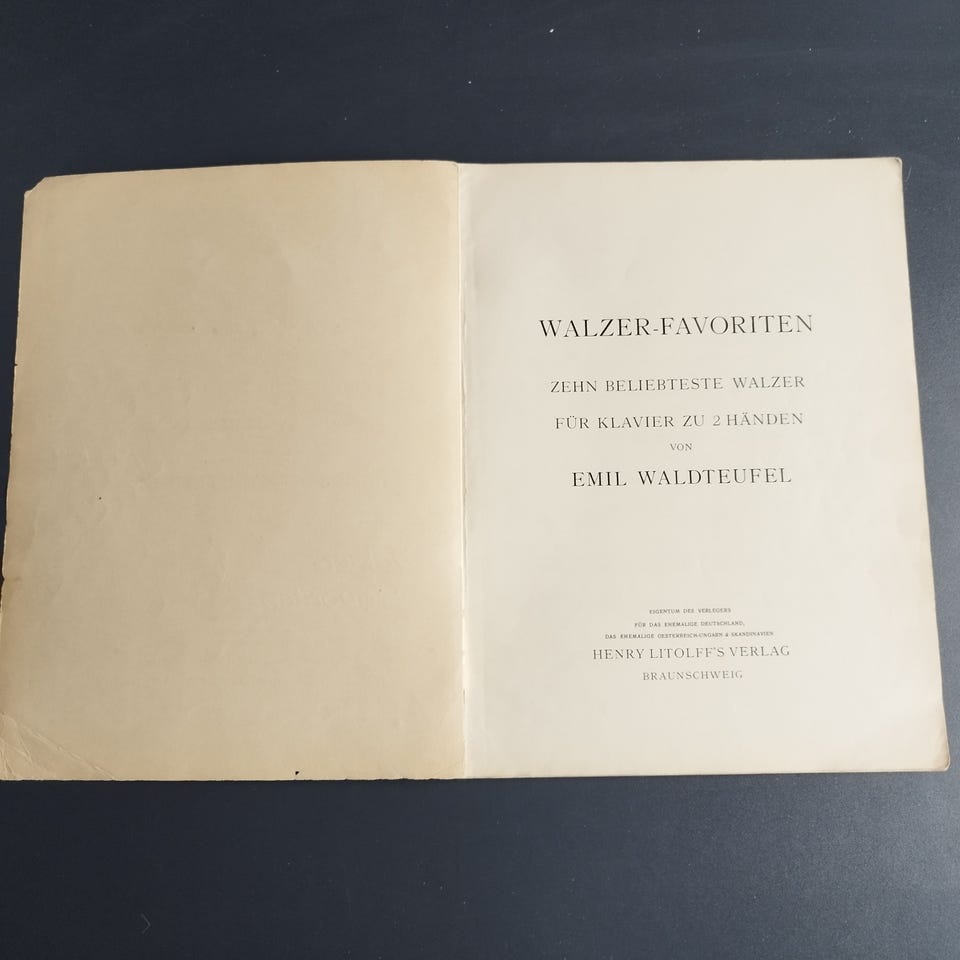 WALZER-FAVORITEN
ZEHN BELIEBTESTE WALZER
FÜR KLAVIER ZU 2 HÄNDEN
VON
EMIL WALDTEUFEL
EIGENTUM DES VERLEGERS
FÜR DAS EHEMALIGE DEUTSCHLAND,
DAS EHEMALIGE OESTERREICH-UNGARN & SKANDINAVIEN
HENRY LITOLFF'S VERLAG
BRAUNSCHWEIG